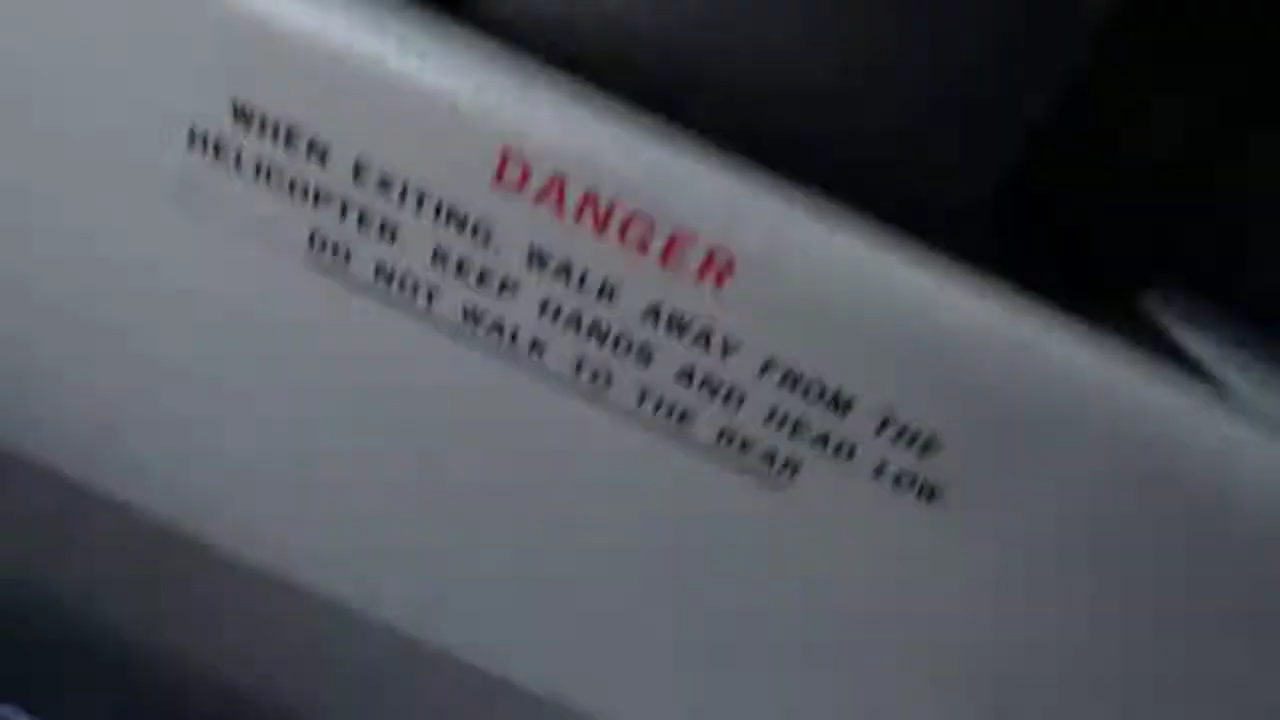 DANGER
WHEN EXITING, WALK AWAY FROM THE
HELICOPTER. KEEP HANDS AND HEAD LOW
DO NOT WALK TO THE REAR